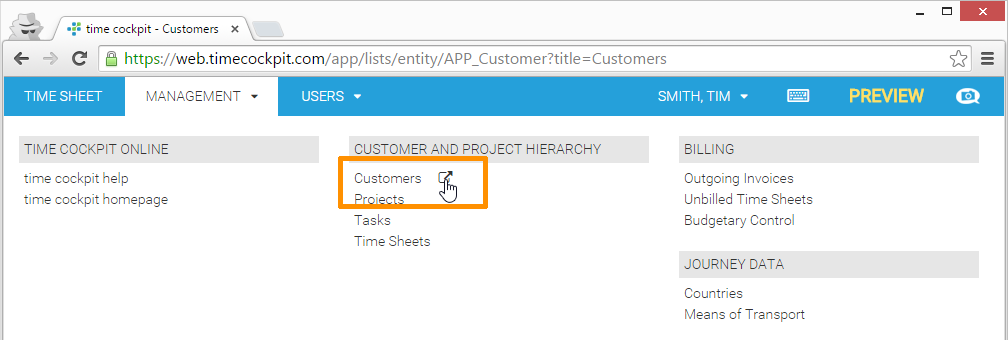 time cockpit - Customers
https://web.timecockpit.com/app/lists/entity/APP_Customer?title=Customers
TIME SHEET MANAGEMENT USERS SMITH, TIM PREVIEW
TIME COCKPIT ONLINE
time cockpit help
time cockpit homepage
CUSTOMER AND PROJECT HIERARCHY
Customers
Projects
Tasks
Time Sheets
BILLING
Outgoing Invoices
Unbilled Time Sheets
Budgetary Control
JOURNEY DATA
Countries
Means of Transport